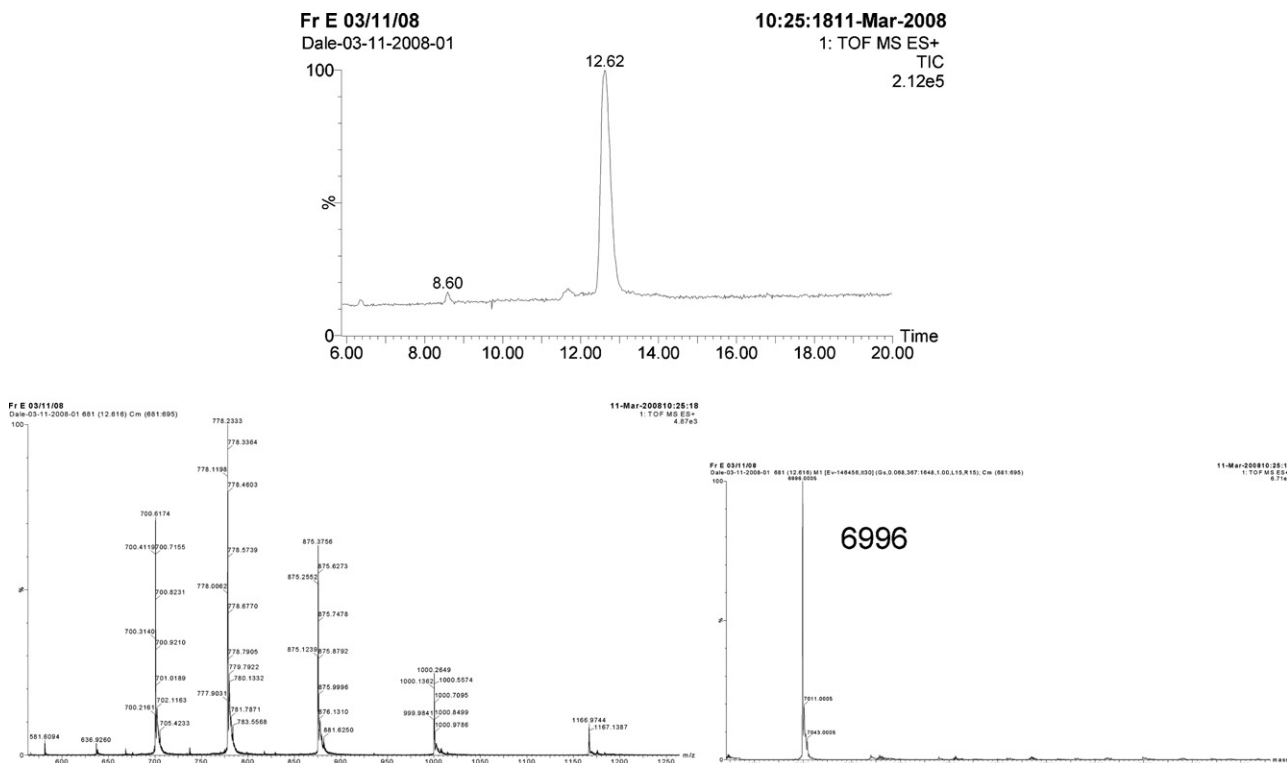 Fr E 03/11/08
10:25:1811-Mar-2008
Dale-03-11-2008-01
1: TOF MS ES+
TIC
2.12e5
12.62
100
%
8.60
0
Time
6.00 8.00 10.00 12.00 14.00 16.00 18.00 20.00
Fr E 03/11/08
11-Mar-200810:25:18
Dale-03-11-2008-01 681 (12.616) Cm (681:695)
1: TOF MS ES+
4.87e3
100
778.2333
778.3364
778.1198
778.4603
700.6174
700.4119 700.7155
778.5739
875.3756
875.6273
875.2552
778.0062
700.8231
778.6770
875.7478
700.3140
700.9210
778.7905
875.1239
875.8792
779.7922
1000.2649
701.0189
780.1332
1000.1362
1000.5574
702.1163
777.9031
875.9996
1000.7095
700.2161
781.7871
876.1310
999.9841
1000.8499
705.4233
783.5568
881.6250
1000.9786
1166.9744
1167.1387
581.6094
636.9260
%
m/z
600 650 700 750 800 850 900 950 1000 1050 1100 1150 1200 1250
Fr E 03/11/08
11-Mar-200810:25:1
Dale-03-11-2008-01 681 (12.616) M1 [Ev-146456,It30] (Gs,0.068,367:1648,1.00,L15,R15); Cm (681:695)
1: TOF MS ES+
6.71e
100
6996.0005
6996
%
7011.0005
7043.0005